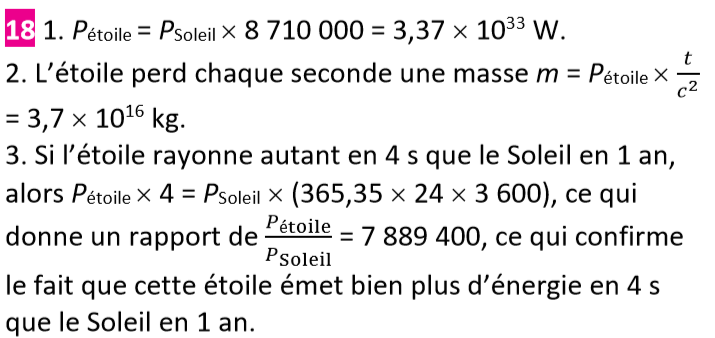 18 1. Pétoile = PSoleil × 8 710 000 = 3,37 × 10³³ W.
2. L’étoile perd chaque seconde une masse m = Pétoile × t/c²
= 3,7 × 10¹⁶ kg.
3. Si l’étoile rayonne autant en 4 s que le Soleil en 1 an,
alors Pétoile × 4 = PSoleil × (365,35 × 24 × 3 600), ce qui
donne un rapport de Pétoile/PSoleil = 7 889 400, ce qui confirme
le fait que cette étoile émet bien plus d’énergie en 4 s
que le Soleil en 1 an.